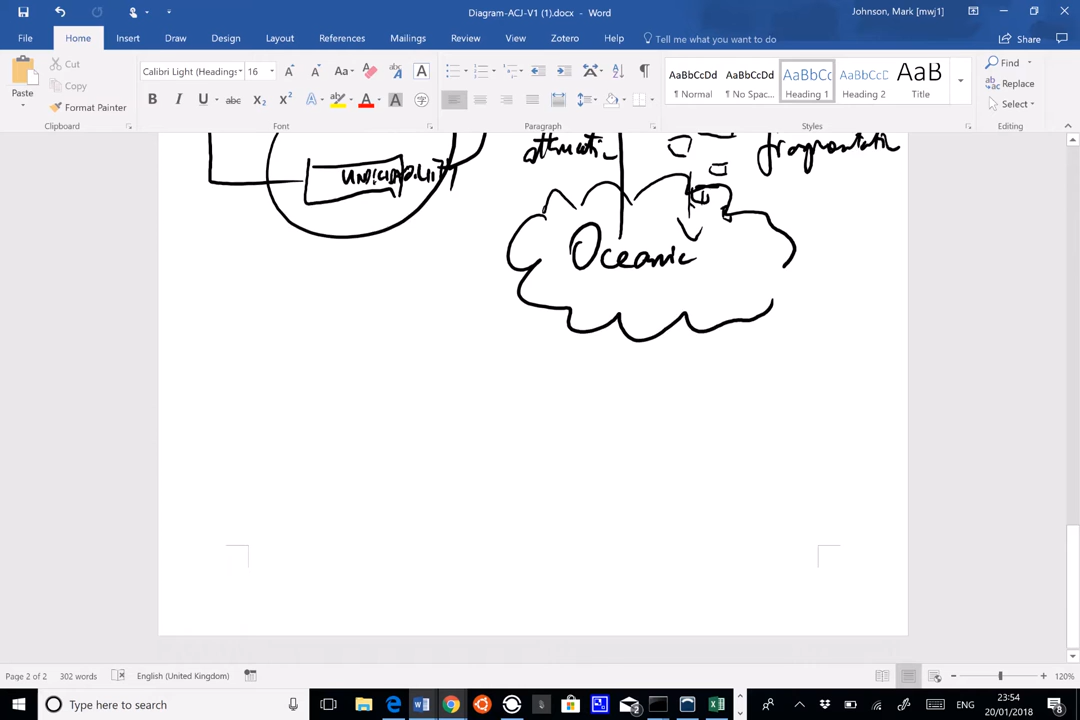 Diagram-ACJ-V1 (1).docx - Word
Johnson, Mark [mwj1]
File Home Insert Draw Design Layout References Mailings Review View Zotero Help Tell me what you want to do Share
Cut
Copy
Format Painter
Paste
Calibri Light (Headings 16
AaBbCcDd AaBbCcDd AaBbCc AaBbCcD AaB
¶ Normal ¶ No Spac... Heading 1 Heading 2 Title
Find
Replace
Select
Clipboard Font Paragraph Styles Editing
fragmentation
Oceanic
Page 2 of 2 302 words English (United Kingdom) 120%
Type here to search
2
ENG
23:54
20/01/2018
8